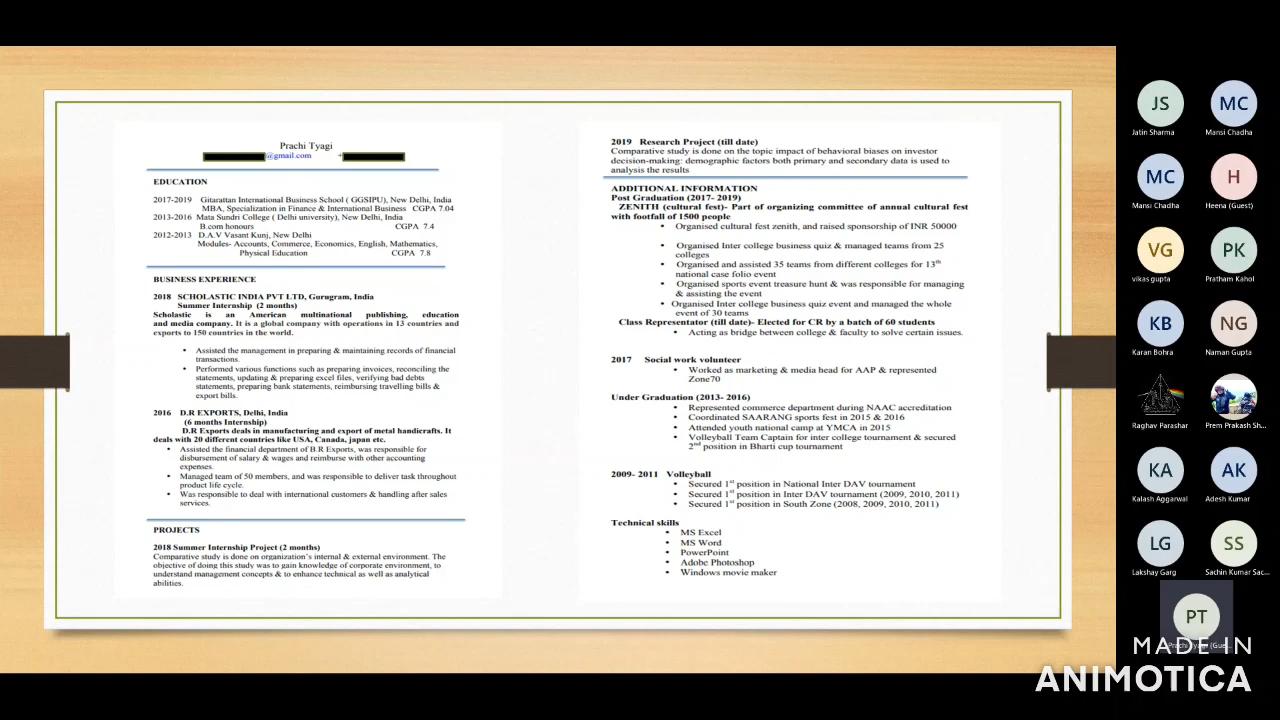 Prachi Tyagi
@gmail.com +
EDUCATION
2017-2019 Gitarattan International Business School ( GGSIPU), New Delhi, India
MBA, Specialization in Finance & International Business CGPA 7.04
2013-2016 Mata Sundri College ( Delhi university), New Delhi, India
B.com honours CGPA 7.4
2012-2013 D.A.V Vasant Kunj, New Delhi
Modules- Accounts, Commerce, Economics, English, Mathematics,
Physical Education CGPA 7.8
BUSINESS EXPERIENCE
2018 SCHOLASTIC INDIA PVT LTD, Gurugram, India
Summer Internship (2 months)
Scholastic is an American multinational publishing, education
and media company. It is a global company with operations in 13 countries and
exports to 150 countries in the world.
• Assisted the management in preparing & maintaining records of financial
transactions.
• Performed various functions such as preparing invoices, reconciling the
statements, updating & preparing excel files, verifying bad debts
statements, preparing bank statements, reimbursing travelling bills &
export bills.
2016 D.R EXPORTS, Delhi, India
(6 months Internship)
D.R Exports deals in manufacturing and export of metal handicrafts. It
deals with 20 different countries like USA, Canada, japan etc.
• Assisted the financial department of B.R Exports, was responsible for
disbursement of salary & wages and reimburse with other accounting
expenses.
• Managed team of 50 members, and was responsible to deliver task throughout
product life cycle.
• Was responsible to deal with international customers & handling after sales
services.
PROJECTS
2018 Summer Internship Project (2 months)
Comparative study is done on organization's internal & external environment. The
objective of doing this study was to gain knowledge of corporate environment, to
understand management concepts & to enhance technical as well as analytical
abilities.
2019 Research Project (till date)
Comparative study is done on the topic impact of behavioral biases on investor
decision-making: demographic factors both primary and secondary data is used to
analysis the results
ADDITIONAL INFORMATION
Post Graduation (2017- 2019)
ZENITH (cultural fest)- Part of organizing committee of annual cultural fest
with footfall of 1500 people
• Organised cultural fest zenith, and raised sponsorship of INR 50000
• Organised Inter college business quiz & managed teams from 25
colleges
• Organised and assisted 35 teams from different colleges for 13th
national case folio event
• Organised sports event treasure hunt & was responsible for managing
& assisting the event
• Organised Inter college business quiz event and managed the whole
event of 30 teams
Class Representator (till date)- Elected for CR by a batch of 60 students
• Acting as bridge between college & faculty to solve certain issues.
2017 Social work volunteer
• Worked as marketing & media head for AAP & represented
Zone70
Under Graduation (2013- 2016)
• Represented commerce department during NAAC accreditation
• Coordinated SAARANG sports fest in 2015 & 2016
• Attended youth national camp at YMCA in 2015
• Volleyball Team Captain for inter college tournament & secured
2nd position in Bharti cup tournament
2009- 2011 Volleyball
• Secured 1st position in National Inter DAV tournament
• Secured 1st position in Inter DAV tournament (2009, 2010, 2011)
• Secured 1st position in South Zone (2008, 2009, 2010, 2011)
Technical skills
• MS Excel
• MS Word
• PowerPoint
• Adobe Photoshop
• Windows movie maker
JS MC
Jatin Sharma Mansi Chadha
MC H
Mansi Chadha Heena (Guest)
VG PK
vikas gupta Pratham Kahol
KB NG
Karan Bohra Naman Gupta
Raghav Parashar Prem Prakash Sh...
KA AK
Kalash Aggarwal Adesh Kumar
LG SS
Lakshay Garg Sachin Kumar Sac...
PT
Prachi Tyagi (Gue...
MADE IN
ANIMOTICA